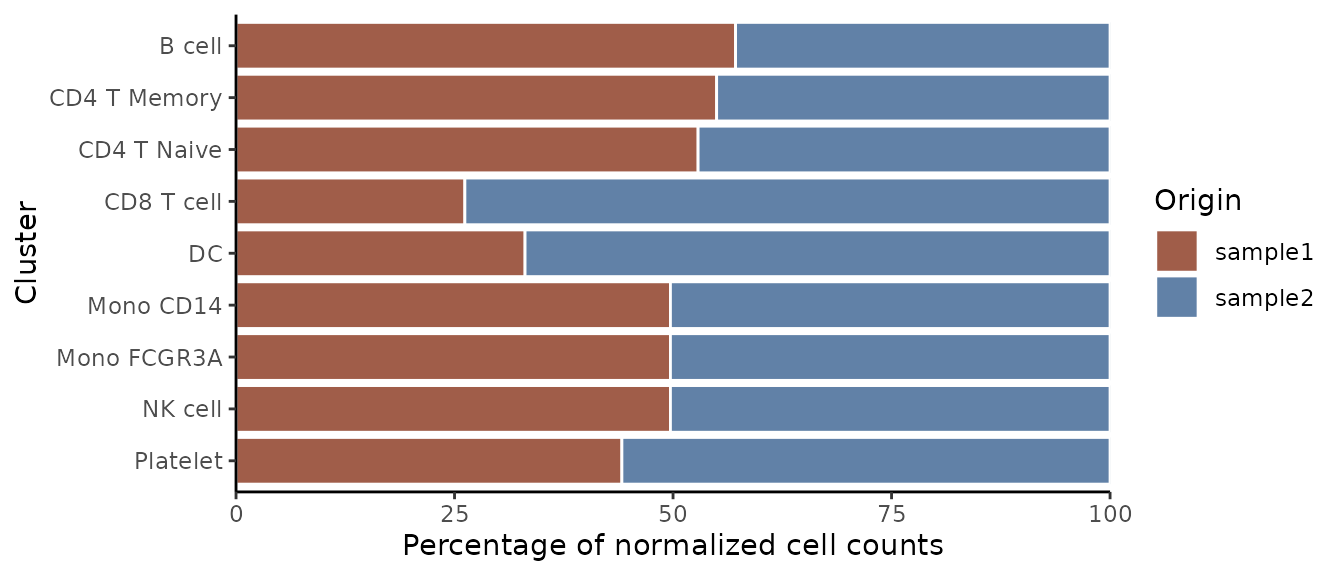 Cluster
B cell
CD4 T Memory
CD4 T Naive
CD8 T cell
DC
Mono CD14
Mono FCGR3A
NK cell
Platelet
0 25 50 75 100
Percentage of normalized cell counts
Origin
sample1
sample2